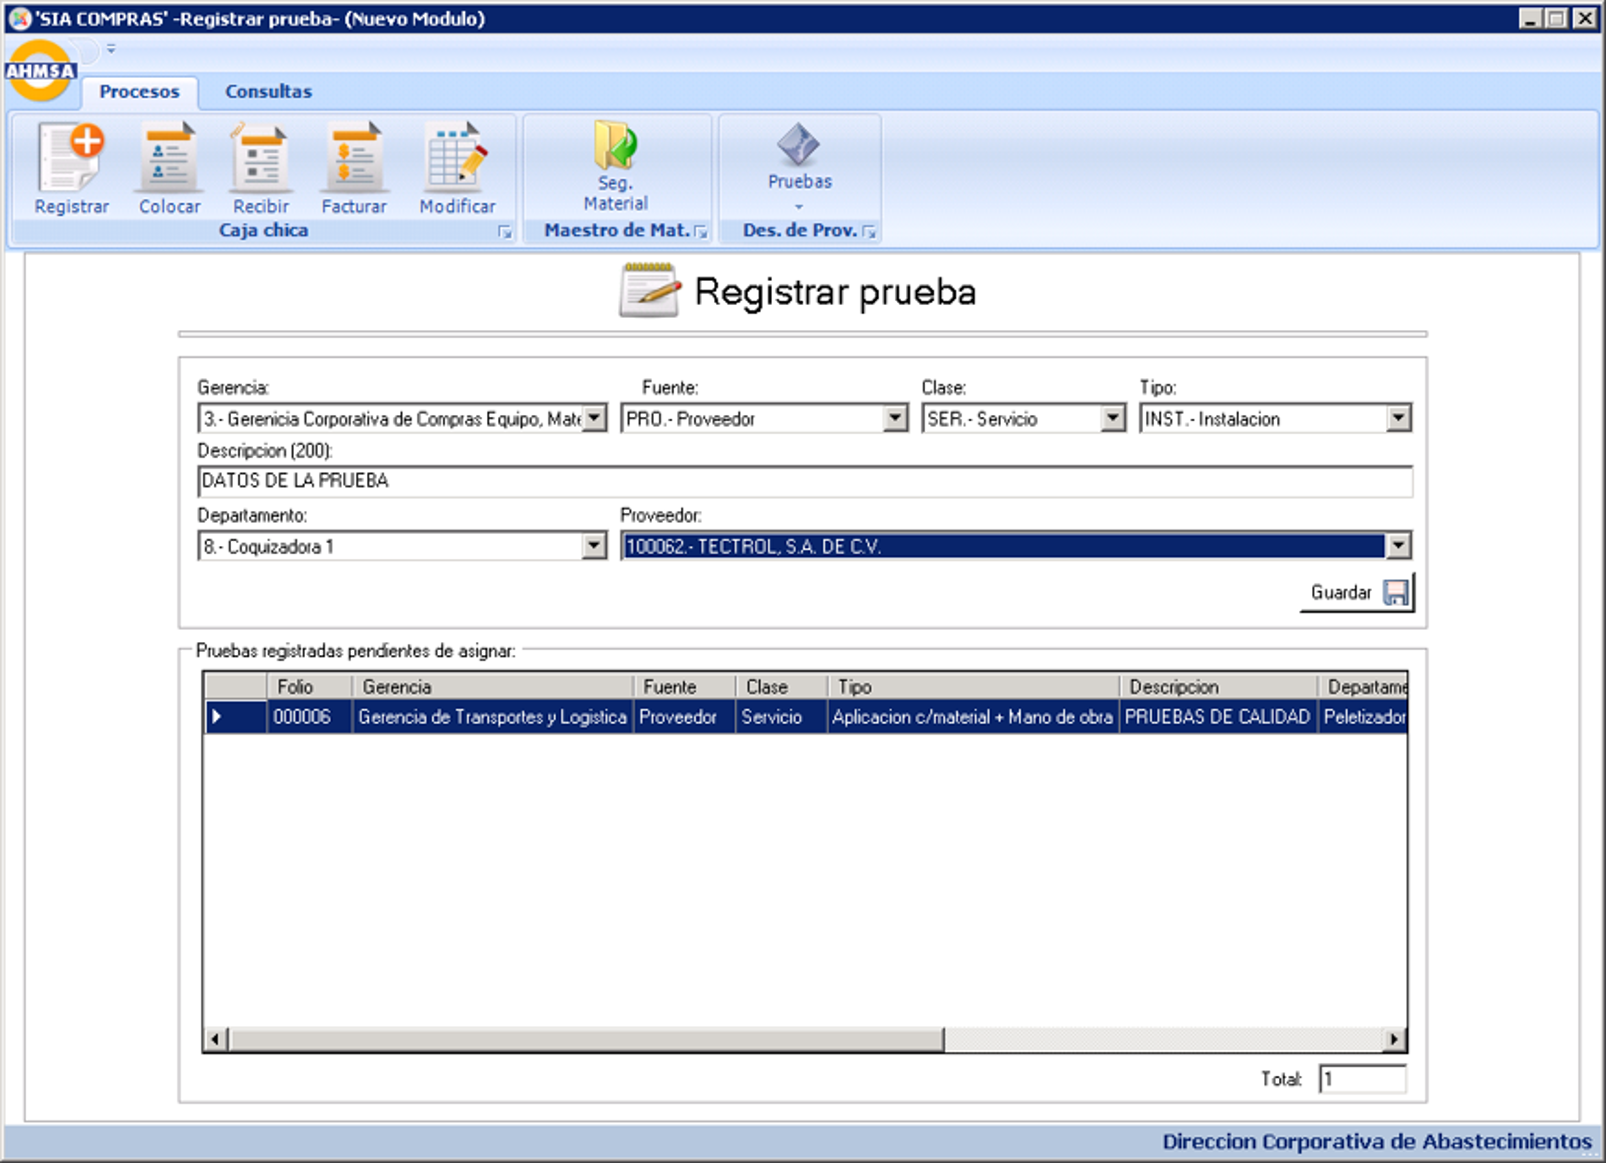 'SIA COMPRAS' -Registrar prueba- (Nuevo Modulo)
AHMSA
Procesos Consultas
Registrar Colocar Recibir Facturar Modificar
Seg. Material
Pruebas
Caja chica Maestro de Mat. Des. de Prov.
Registrar prueba
Gerencia: Fuente: Clase: Tipo:
3.- Gerenicia Corporativa de Compras Equipo, Mate PRO.- Proveedor SER.- Servicio INST.- Instalacion
Descripcion (200):
DATOS DE LA PRUEBA
Departamento: Proveedor:
8.- Coquizadora 1 100062.- TECTROL, S.A. DE C.V.
Guardar
Pruebas registradas pendientes de asignar:
Folio Gerencia Fuente Clase Tipo Descripcion Departame
000006 Gerencia de Transportes y Logistica Proveedor Servicio Aplicacion c/material + Mano de obra PRUEBAS DE CALIDAD Peletizador
Total: 1
Direccion Corporativa de Abastecimientos